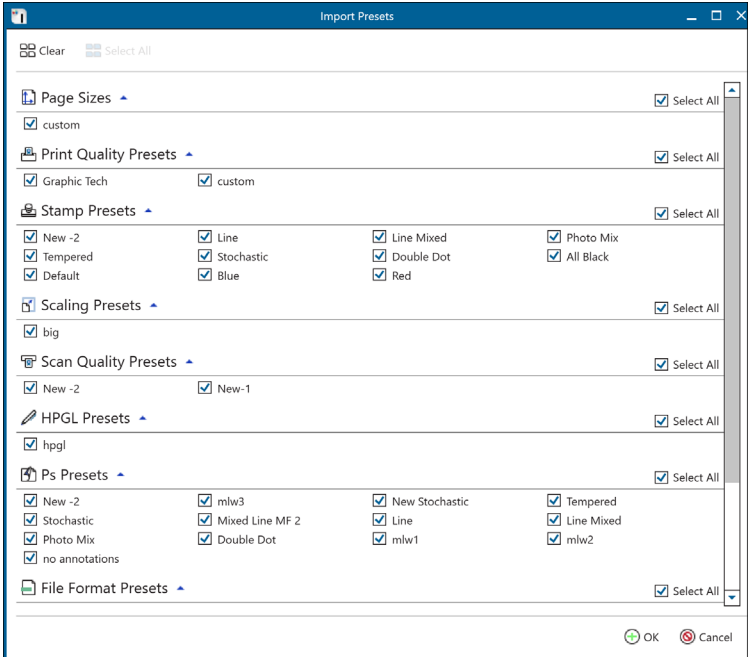 Import Presets
Clear Select All
Page Sizes Select All
custom
Print Quality Presets Select All
Graphic Tech custom
Stamp Presets Select All
New -2 Line Line Mixed Photo Mix
Tempered Stochastic Double Dot All Black
Default Blue Red
Scaling Presets Select All
big
Scan Quality Presets Select All
New -2 New-1
HPGL Presets Select All
hpgl
Ps Presets Select All
New -2 mlw3 New Stochastic Tempered
Stochastic Mixed Line MF 2 Line Line Mixed
Photo Mix Double Dot mlw1 mlw2
no annotations
File Format Presets Select All
OK Cancel